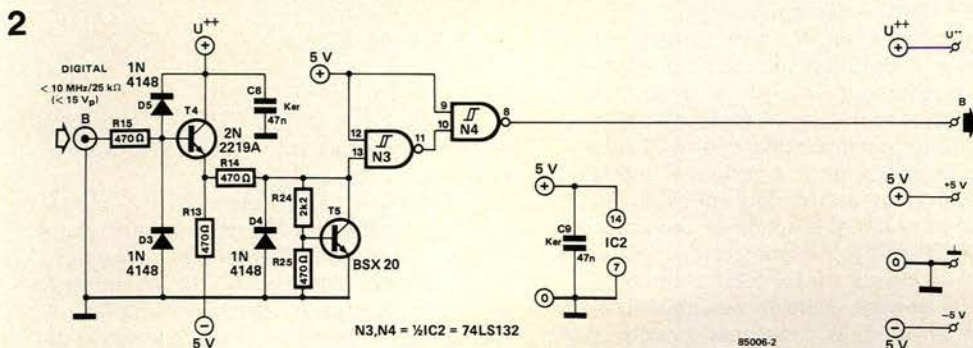 2
DIGITAL
< 10 MHz/25 kΩ
(< 15 Vp)
B
R15
470Ω
1N
4148
D5
U++
+
T4
2N
2219A
C8
Ker
47n
R14
470Ω
R13
470Ω
D3
1N
4148
D4
1N
4148
R24
2k2
R25
470Ω
T5
BSX 20
−
5 V
5 V
+
12
13
N3
11
9
10
N4
8
N3,N4 = ½IC2 = 74LS132
5 V
+
C9
Ker
47n
0
14
IC2
7
U++
+
U++
B
5 V
+
+5 V
0
⊥
−
5 V
−5 V
85006-2